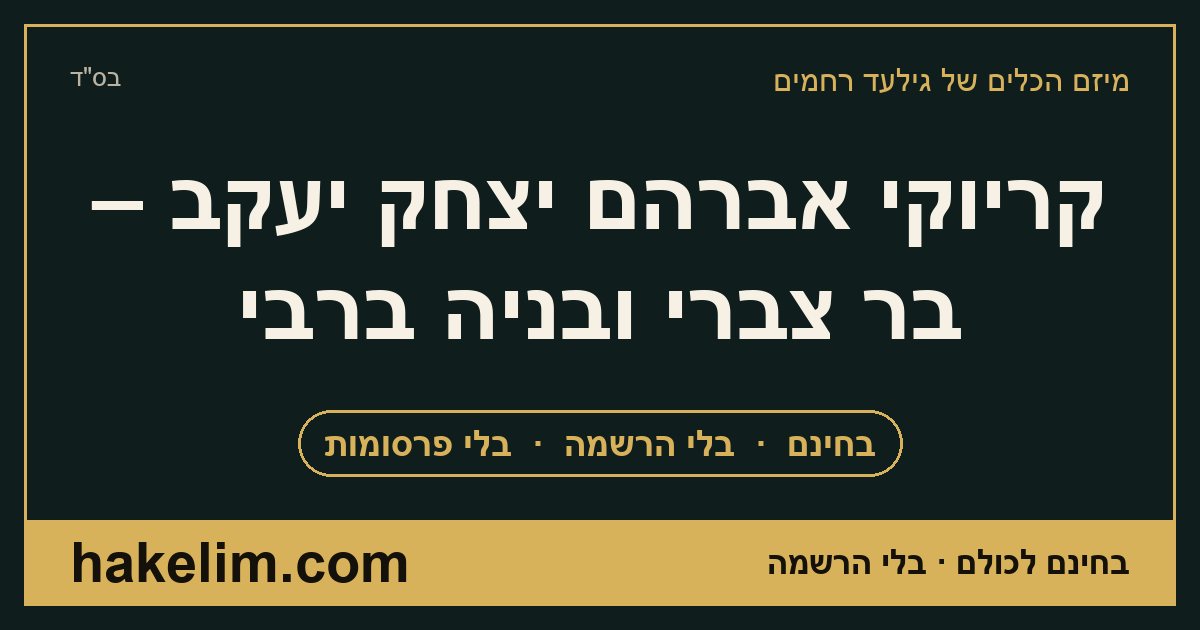 מיזם הכלים של גילעד רחמים
בס"ד
קריוקי אברהם יצחק יעקב –
בר צברי ובניה ברבי
בחינם · בלי הרשמה · בלי פרסומות
בחינם לכולם · בלי הרשמה
hakelim.com